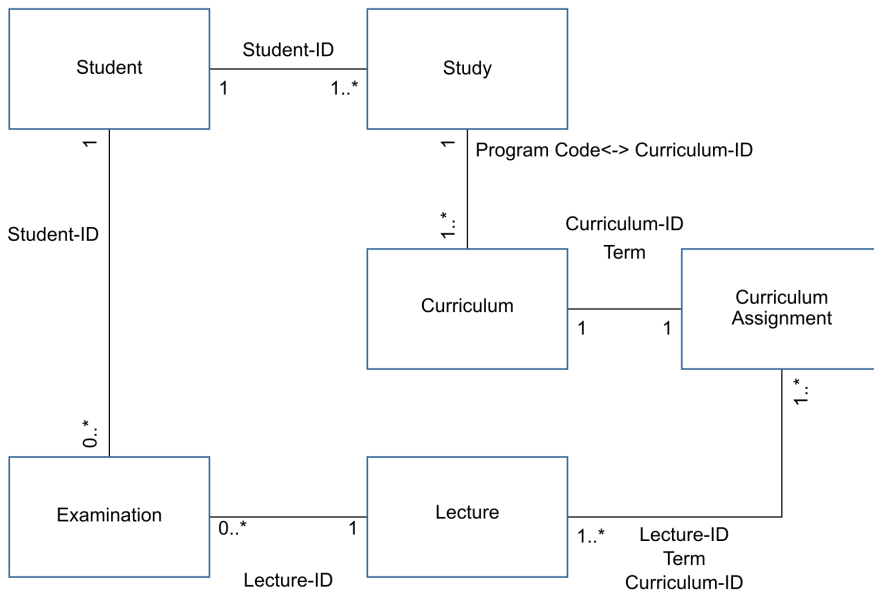 Student
Student-ID
Study
1
1..*
1
1
Program Code<-> Curriculum-ID
Student-ID
1..*
Curriculum-ID
Term
Curriculum
Curriculum
Assignment
1
1
1..*
0..*
Examination
Lecture
0..*
1
1..*
Lecture-ID
Term
Curriculum-ID
Lecture-ID